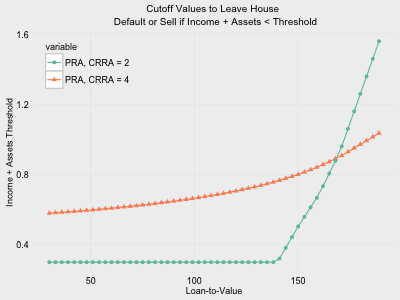 Cutoff Values to Leave House
Default or Sell if Income + Assets < Threshold
variable
PRA, CRRA = 2
PRA, CRRA = 4
Income + Assets Threshold
1.6
1.2
0.8
0.4
50
100
150
Loan-to-Value